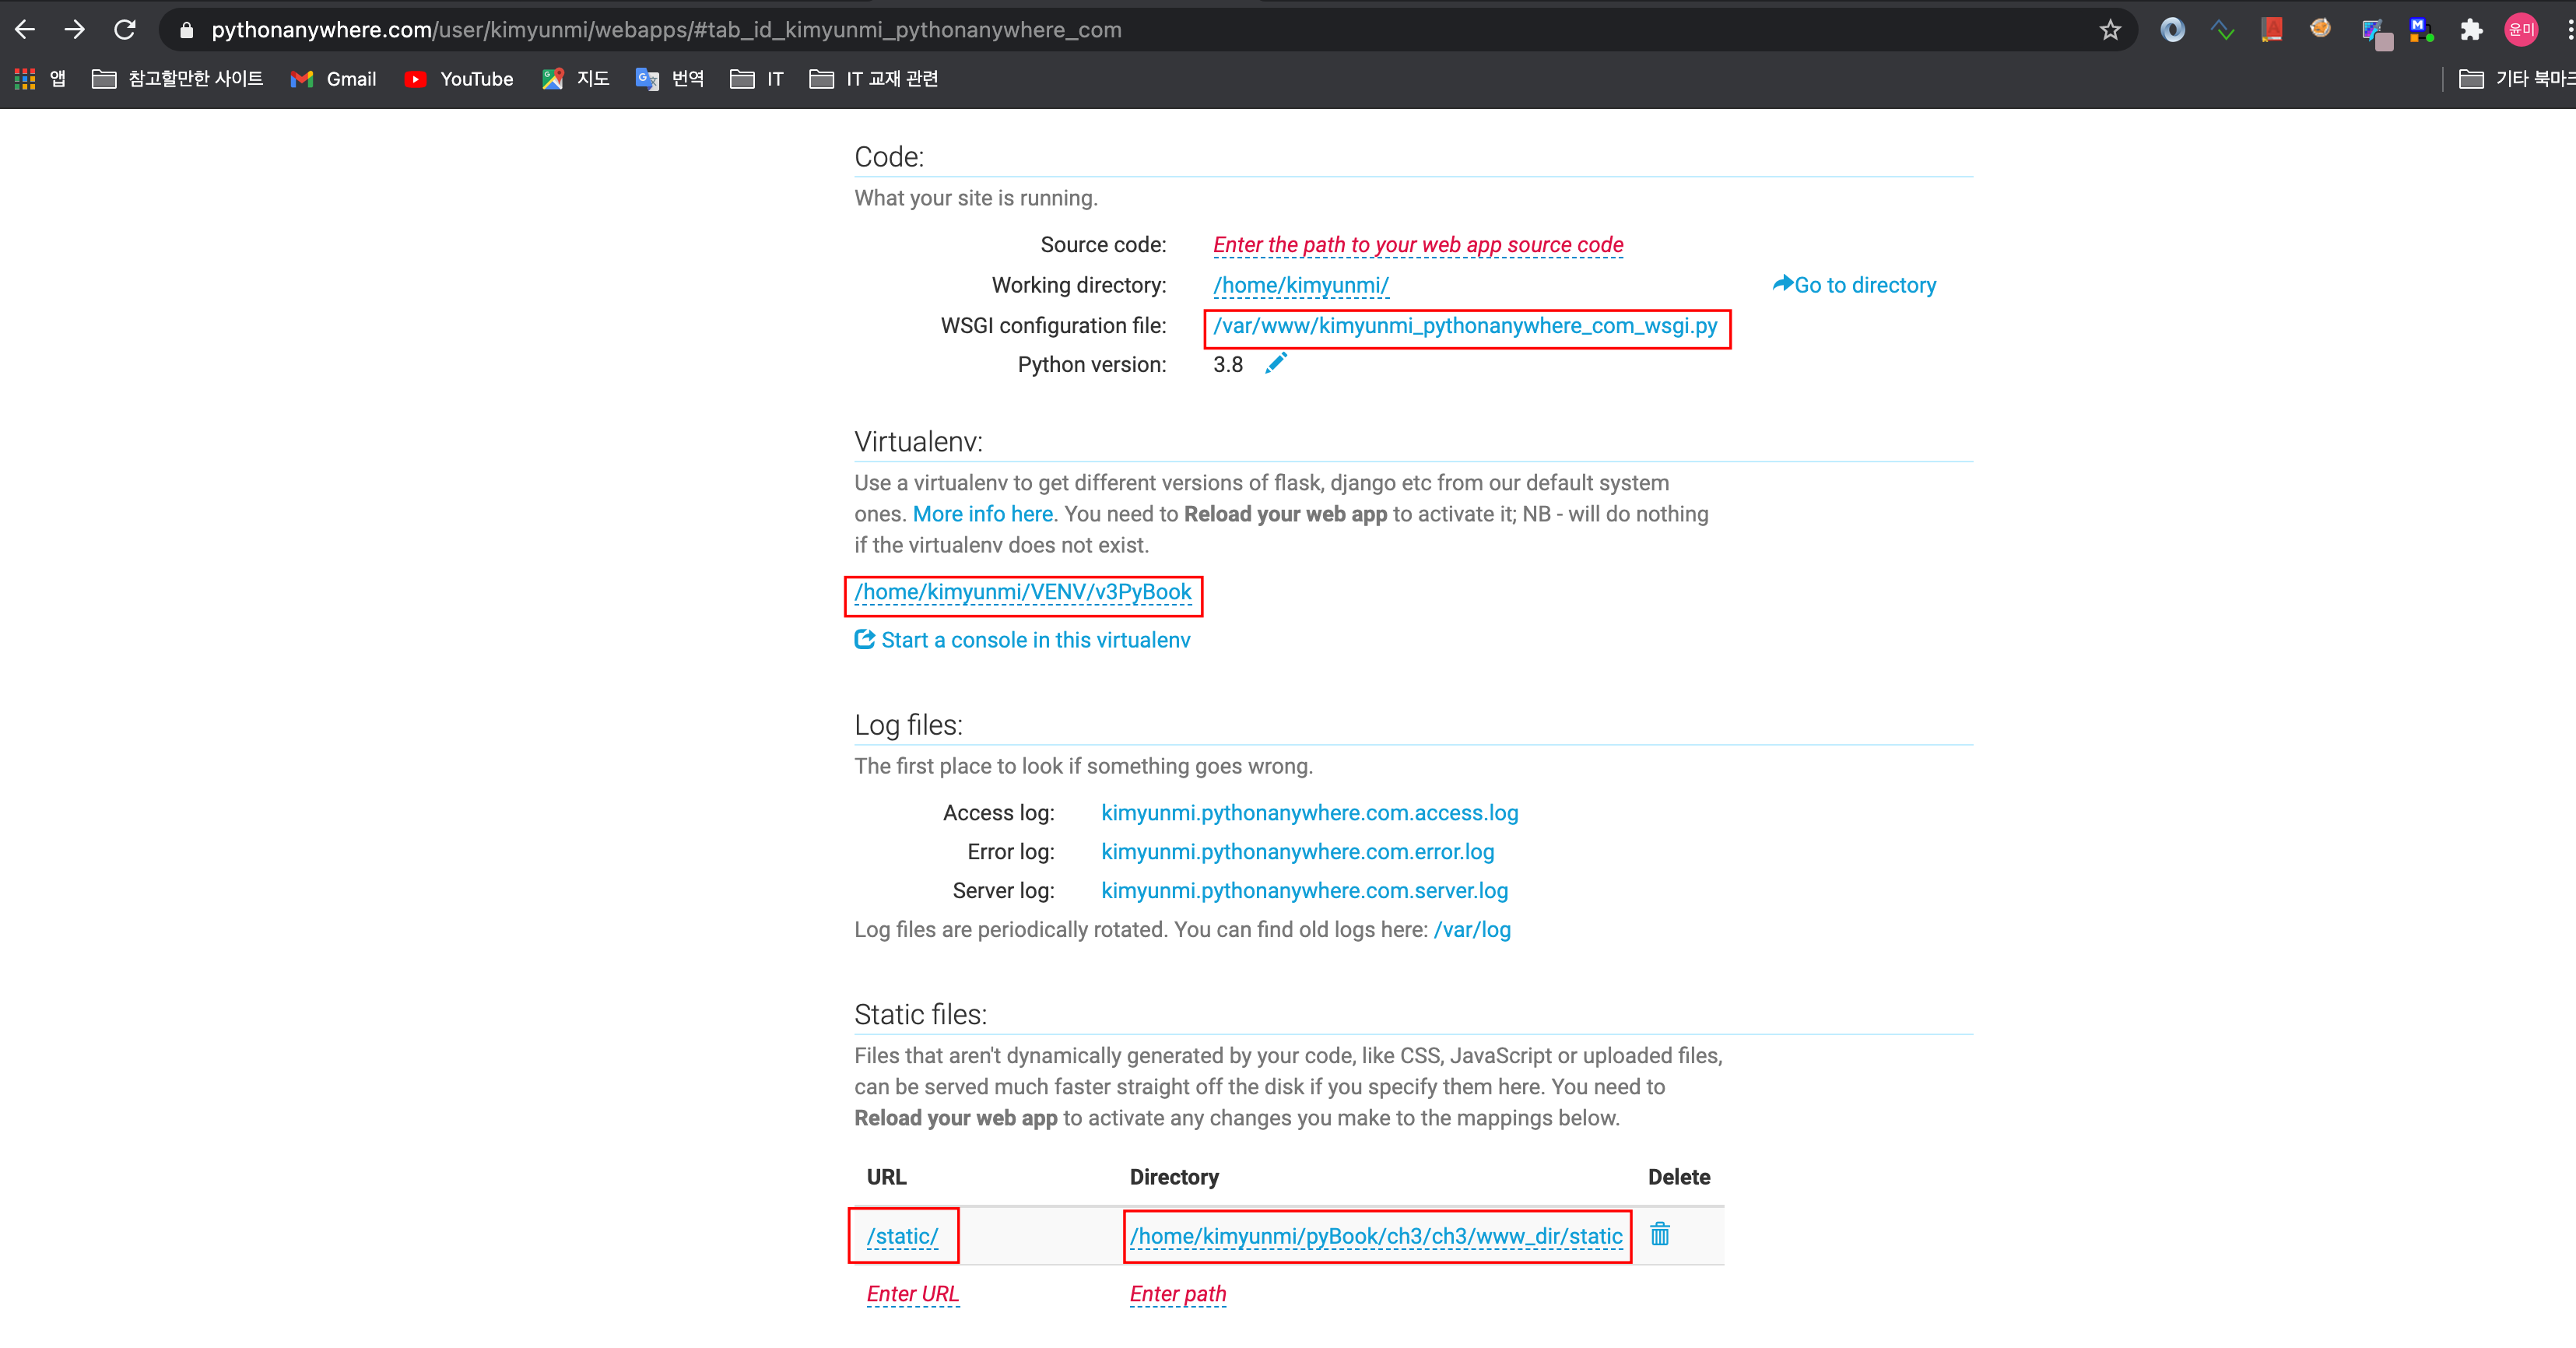 pythonanywhere.com/user/kimyunmi/webapps/#tab_id_kimyunmi_pythonanywhere_com
윤미
앱 참고할만한 사이트 Gmail YouTube 지도 번역 IT IT 교재 관련 기타 북마크
Code:
What your site is running.
Source code: Enter the path to your web app source code
Working directory: /home/kimyunmi/ Go to directory
WSGI configuration file: /var/www/kimyunmi_pythonanywhere_com_wsgi.py
Python version: 3.8
Virtualenv:
Use a virtualenv to get different versions of flask, django etc from our default system
ones. More info here. You need to Reload your web app to activate it; NB - will do nothing
if the virtualenv does not exist.
/home/kimyunmi/VENV/v3PyBook
Start a console in this virtualenv
Log files:
The first place to look if something goes wrong.
Access log: kimyunmi.pythonanywhere.com.access.log
Error log: kimyunmi.pythonanywhere.com.error.log
Server log: kimyunmi.pythonanywhere.com.server.log
Log files are periodically rotated. You can find old logs here: /var/log
Static files:
Files that aren't dynamically generated by your code, like CSS, JavaScript or uploaded files,
can be served much faster straight off the disk if you specify them here. You need to
Reload your web app to activate any changes you make to the mappings below.
URL Directory Delete
/static/ /home/kimyunmi/pyBook/ch3/ch3/www_dir/static
Enter URL Enter path